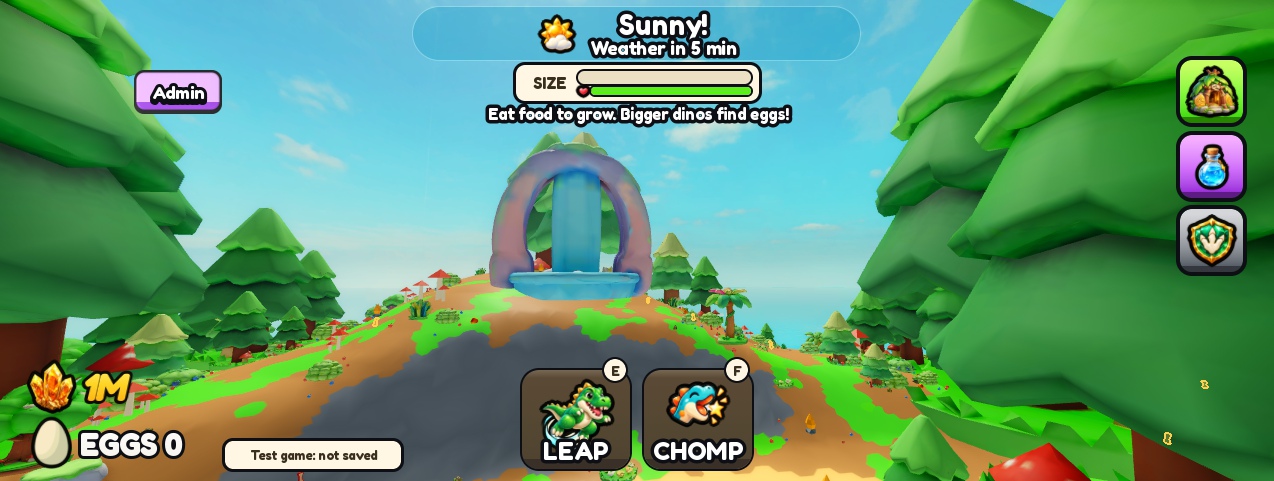 Sunny!
Weather in 5 min
Admin
SIZE
Eat food to grow. Bigger dinos find eggs!
1M
EGGS 0
Test game: not saved
E
LEAP
F
CHOMP